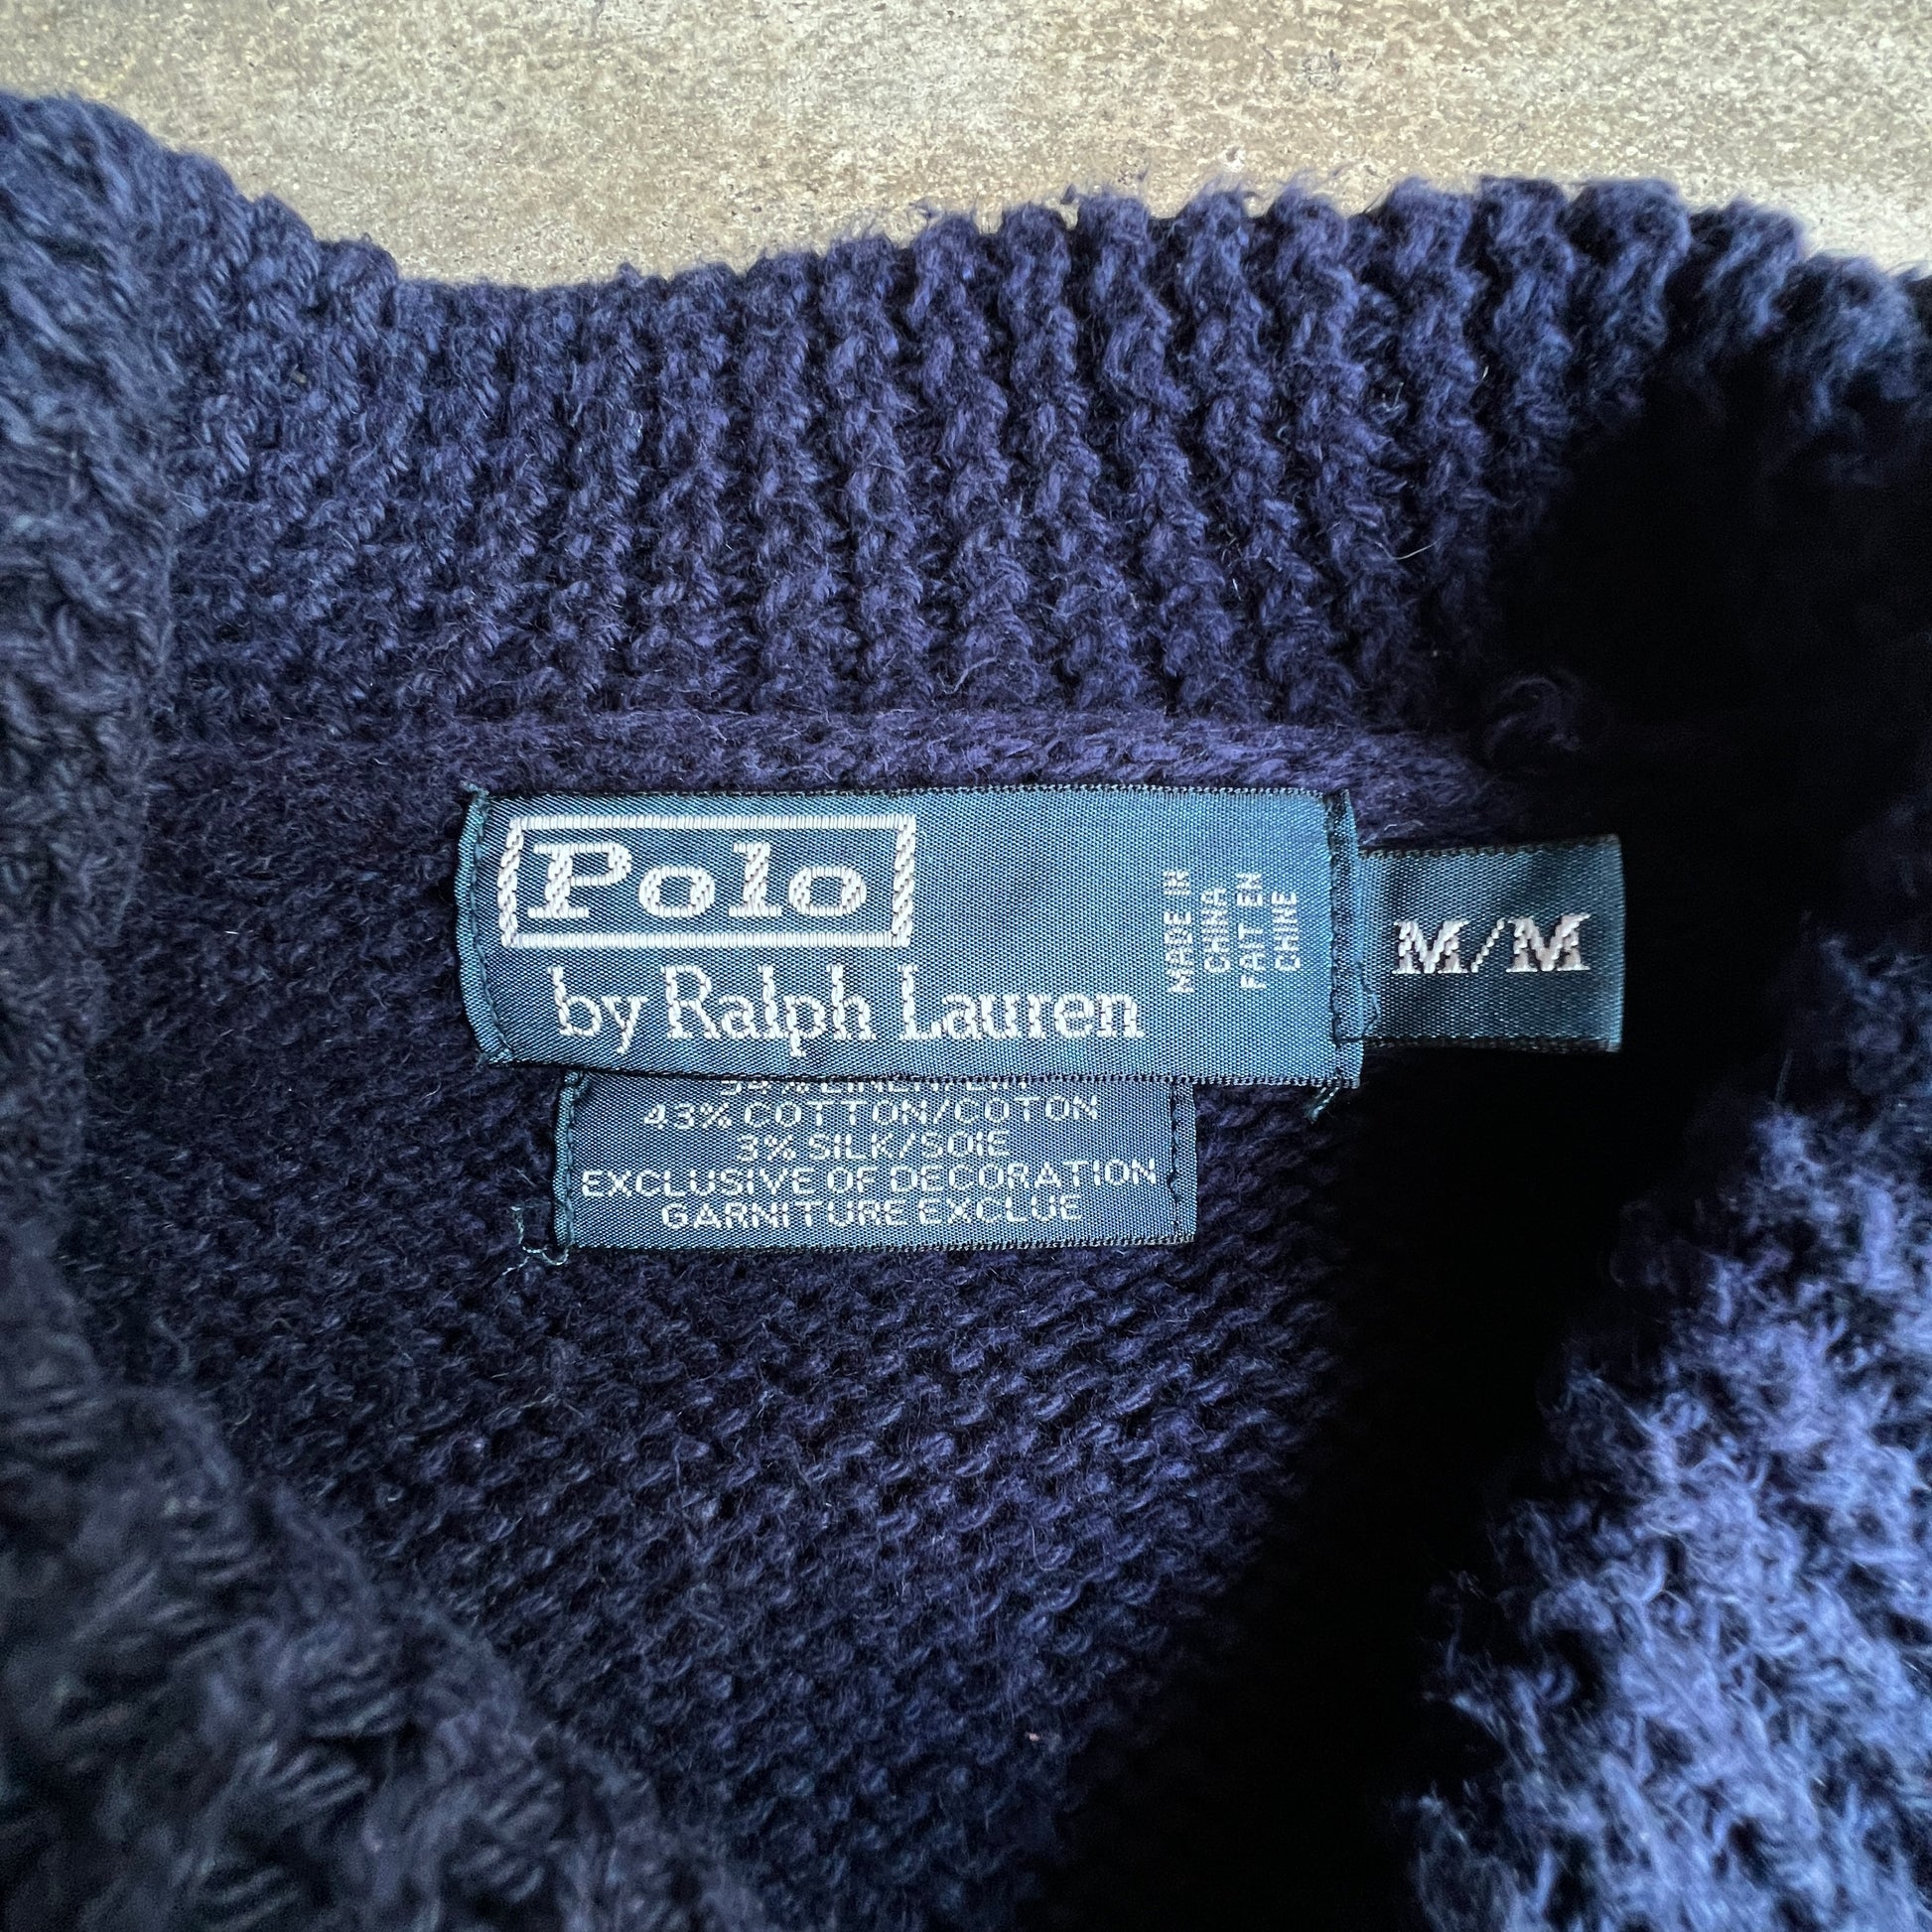 Polo
by Ralph Lauren
MADE IN
CHINA
FAIT EN
CHINE
M/M
43% COTTON/COTON
3% SILK/SOIE
EXCLUSIVE OF DECORATION
GARNITURE EXCLUE